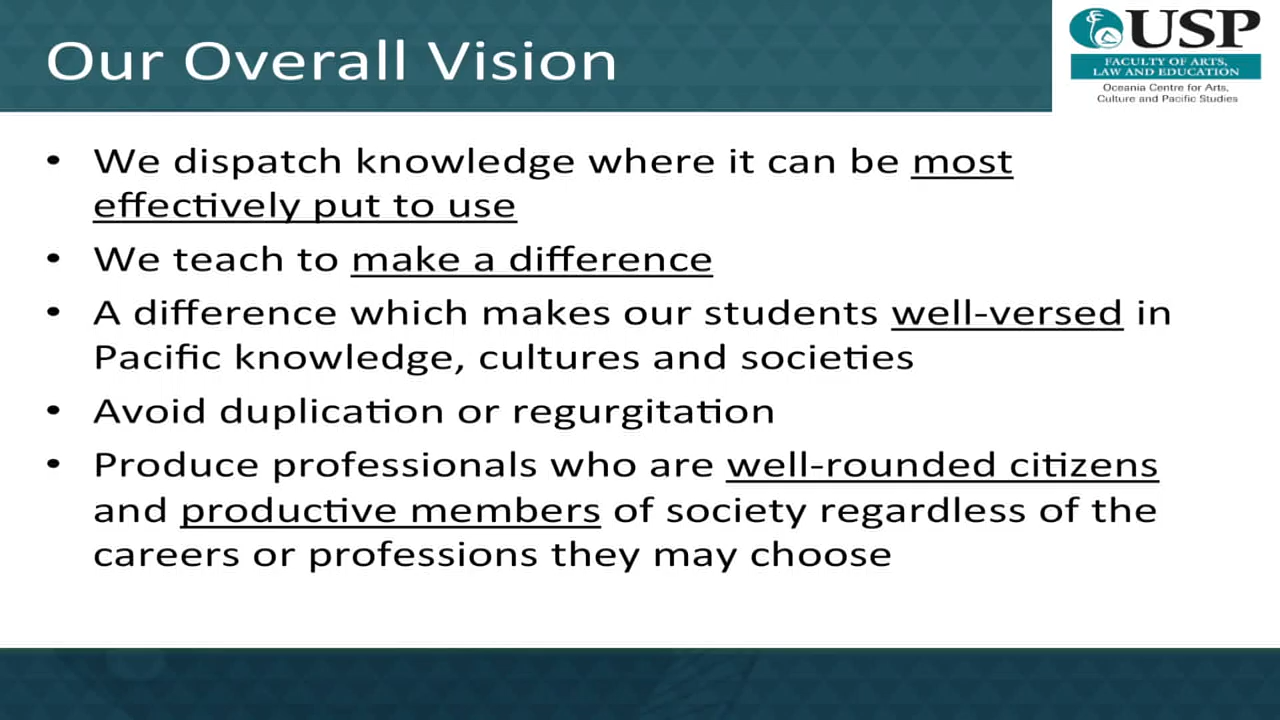 Our Overall Vision
USP
FACULTY OF ARTS,
LAW AND EDUCATION
Oceania Centre for Arts,
Culture and Pacific Studies
• We dispatch knowledge where it can be most
effectively put to use
• We teach to make a difference
• A difference which makes our students well-versed in
Pacific knowledge, cultures and societies
• Avoid duplication or regurgitation
• Produce professionals who are well-rounded citizens
and productive members of society regardless of the
careers or professions they may choose